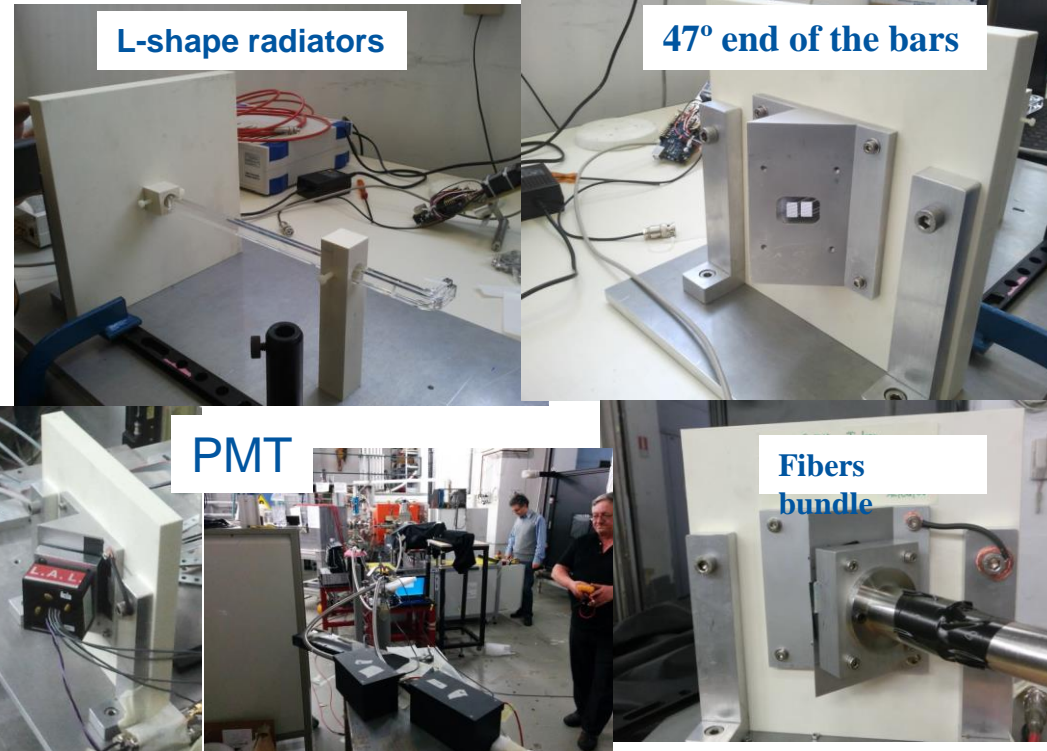 L-shape radiators
47º end of the bars
PMT
L.A.L.
Fibers
bundle